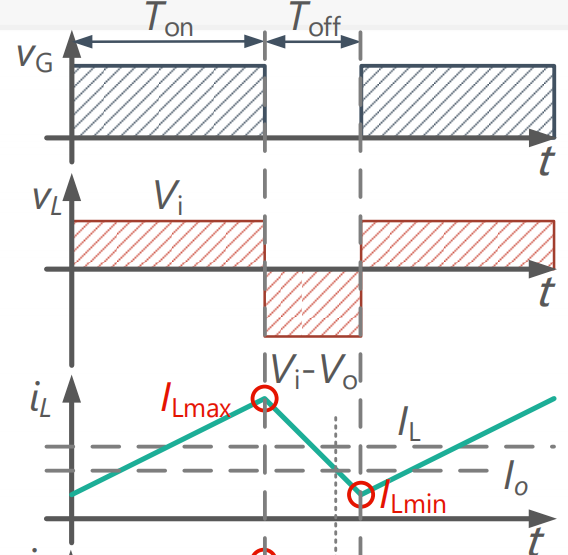 Ton Toff
vG
t
vL Vi
t
Vi-Vo
iL ILmax
IL
Io
ILmin
t